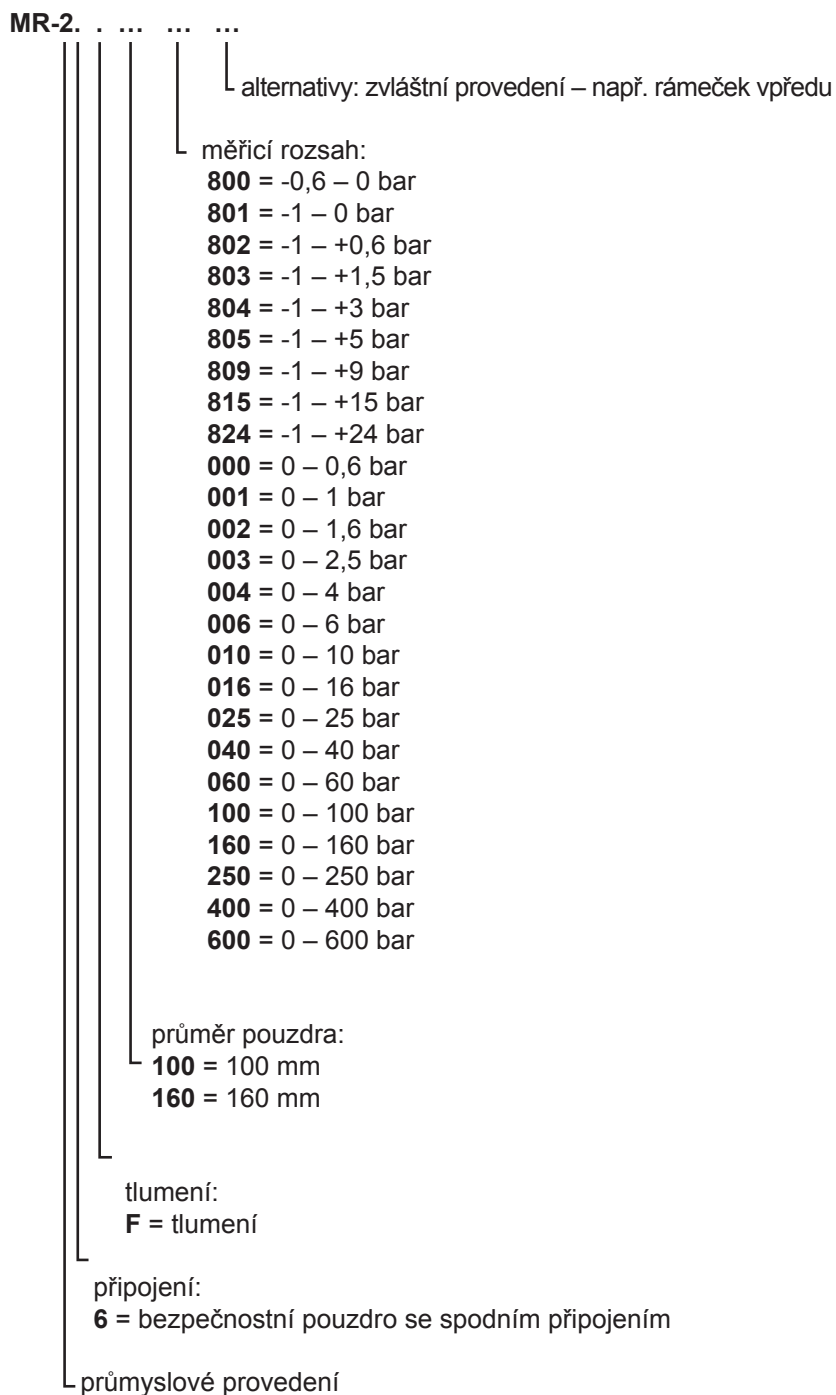 MR-2. . ... ... ...
alternativy: zvláštní provedení – např. rámeček vpředu
měřicí rozsah:
800 = -0,6 – 0 bar
801 = -1 – 0 bar
802 = -1 – +0,6 bar
803 = -1 – +1,5 bar
804 = -1 – +3 bar
805 = -1 – +5 bar
809 = -1 – +9 bar
815 = -1 – +15 bar
824 = -1 – +24 bar
000 = 0 – 0,6 bar
001 = 0 – 1 bar
002 = 0 – 1,6 bar
003 = 0 – 2,5 bar
004 = 0 – 4 bar
006 = 0 – 6 bar
010 = 0 – 10 bar
016 = 0 – 16 bar
025 = 0 – 25 bar
040 = 0 – 40 bar
060 = 0 – 60 bar
100 = 0 – 100 bar
160 = 0 – 160 bar
250 = 0 – 250 bar
400 = 0 – 400 bar
600 = 0 – 600 bar
průměr pouzdra:
100 = 100 mm
160 = 160 mm
tlumení:
F = tlumení
připojení:
6 = bezpečnostní pouzdro se spodním připojením
průmyslové provedení